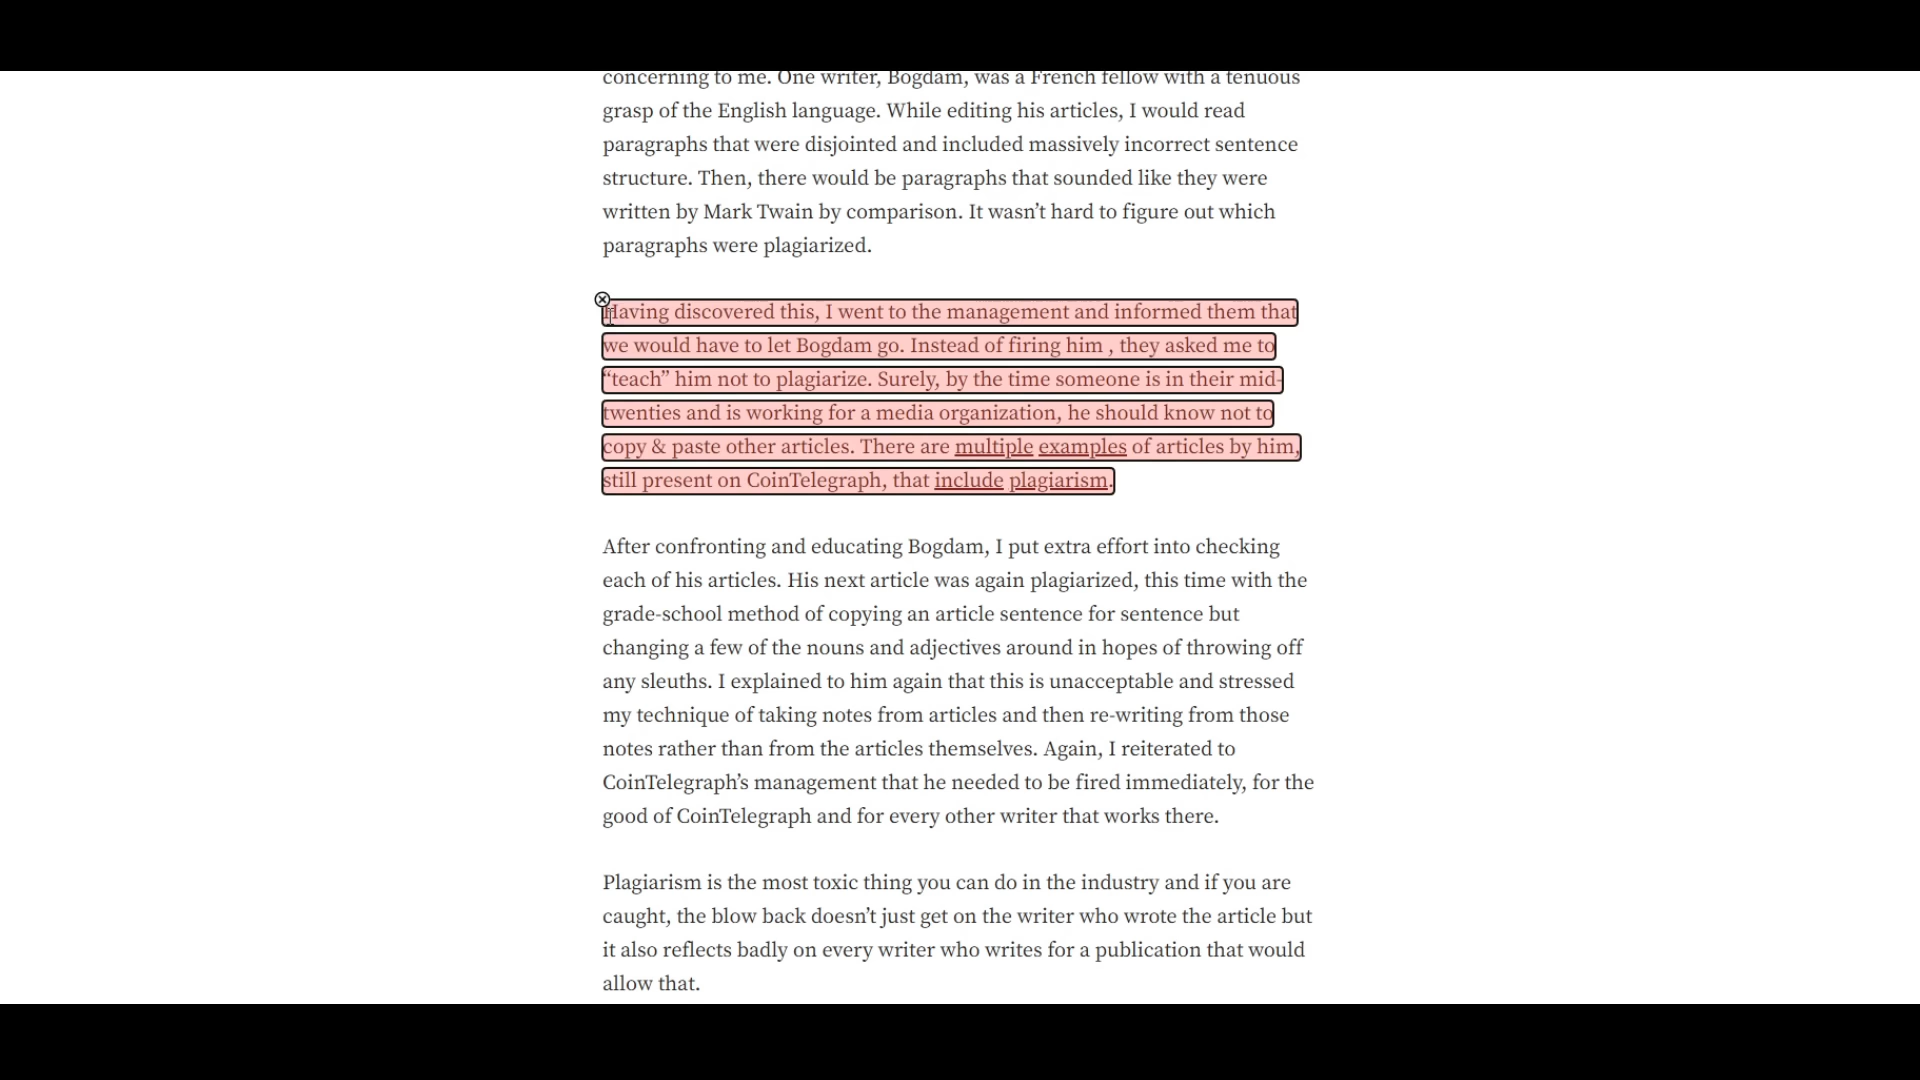 concerning to me. One writer, Bogdam, was a French fellow with a tenuous
grasp of the English language. While editing his articles, I would read
paragraphs that were disjointed and included massively incorrect sentence
structure. Then, there would be paragraphs that sounded like they were
written by Mark Twain by comparison. It wasn’t hard to figure out which
paragraphs were plagiarized.
Having discovered this, I went to the management and informed them that
we would have to let Bogdam go. Instead of firing him , they asked me to
“teach” him not to plagiarize. Surely, by the time someone is in their mid-
twenties and is working for a media organization, he should know not to
copy & paste other articles. There are multiple examples of articles by him,
still present on CoinTelegraph, that include plagiarism.
After confronting and educating Bogdam, I put extra effort into checking
each of his articles. His next article was again plagiarized, this time with the
grade-school method of copying an article sentence for sentence but
changing a few of the nouns and adjectives around in hopes of throwing off
any sleuths. I explained to him again that this is unacceptable and stressed
my technique of taking notes from articles and then re-writing from those
notes rather than from the articles themselves. Again, I reiterated to
CoinTelegraph’s management that he needed to be fired immediately, for the
good of CoinTelegraph and for every other writer that works there.
Plagiarism is the most toxic thing you can do in the industry and if you are
caught, the blow back doesn’t just get on the writer who wrote the article but
it also reflects badly on every writer who writes for a publication that would
allow that.